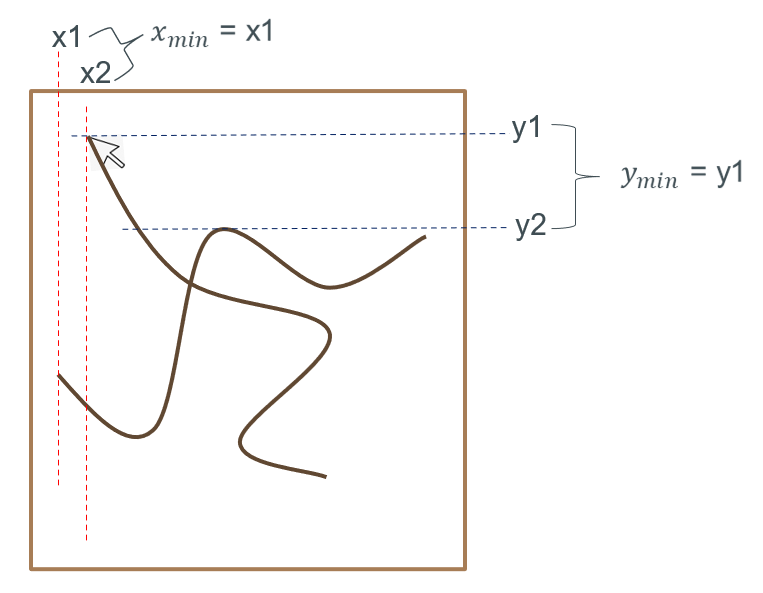 x1
x2
x_min = x1
y1
y2
y_min = y1